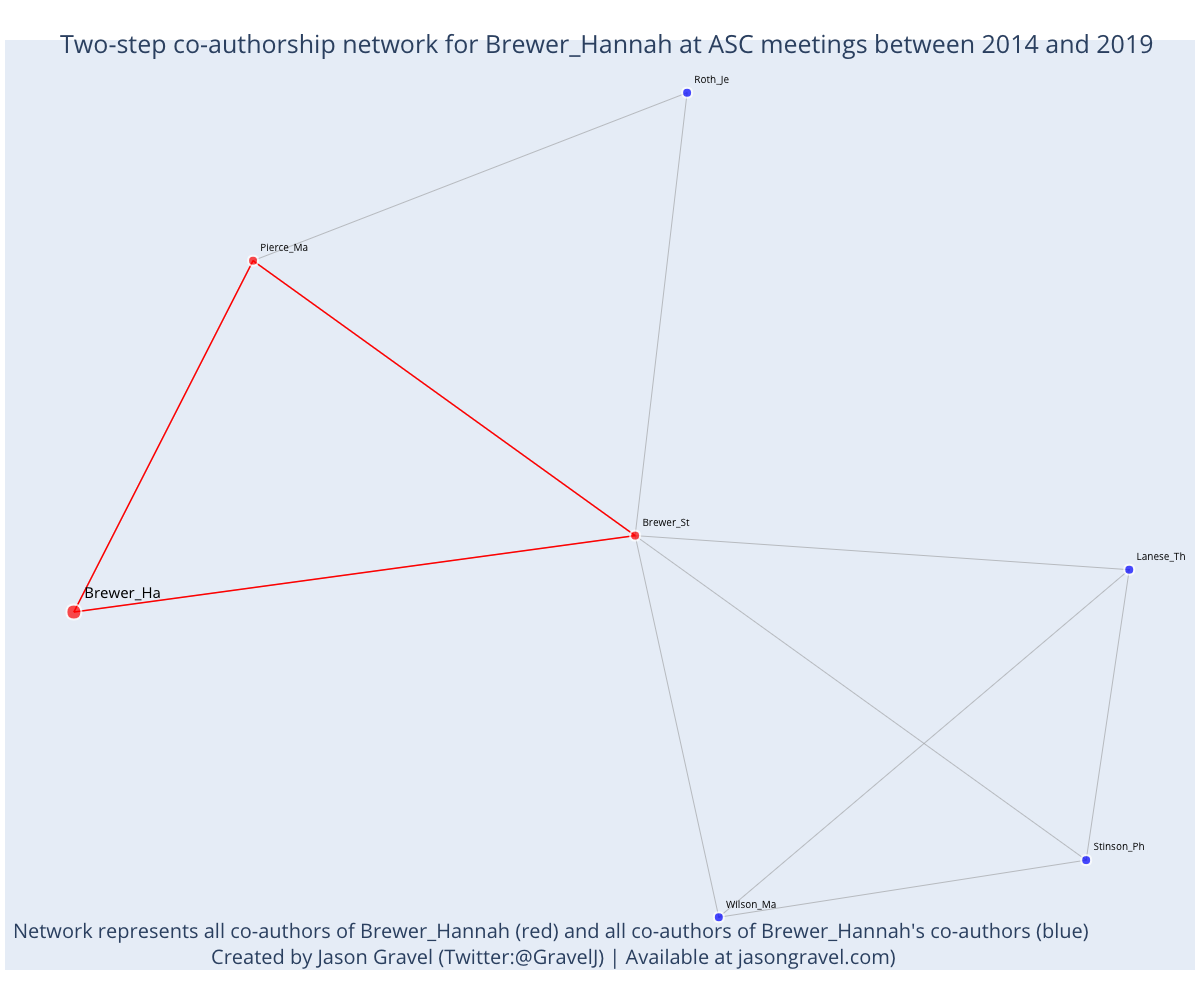 Two-step co-authorship network for Brewer_Hannah at ASC meetings between 2014 and 2019
Roth_Je
Pierce_Ma
Brewer_St
Lanese_Th
Brewer_Ha
Stinson_Ph
Wilson_Ma
Network represents all co-authors of Brewer_Hannah (red) and all co-authors of Brewer_Hannah's co-authors (blue)
Created by Jason Gravel (Twitter:@GravelJ) | Available at jasongravel.com)